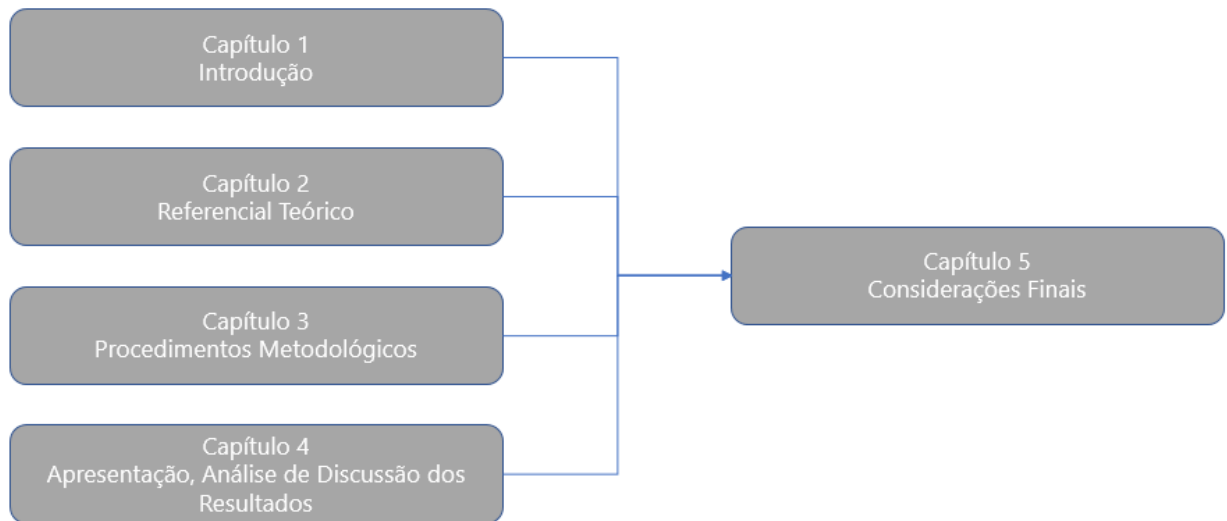 Capítulo 1
Introdução
Capítulo 2
Referencial Teórico
Capítulo 3
Procedimentos Metodológicos
Capítulo 4
Apresentação, Análise de Discussão dos
Resultados
Capítulo 5
Considerações Finais